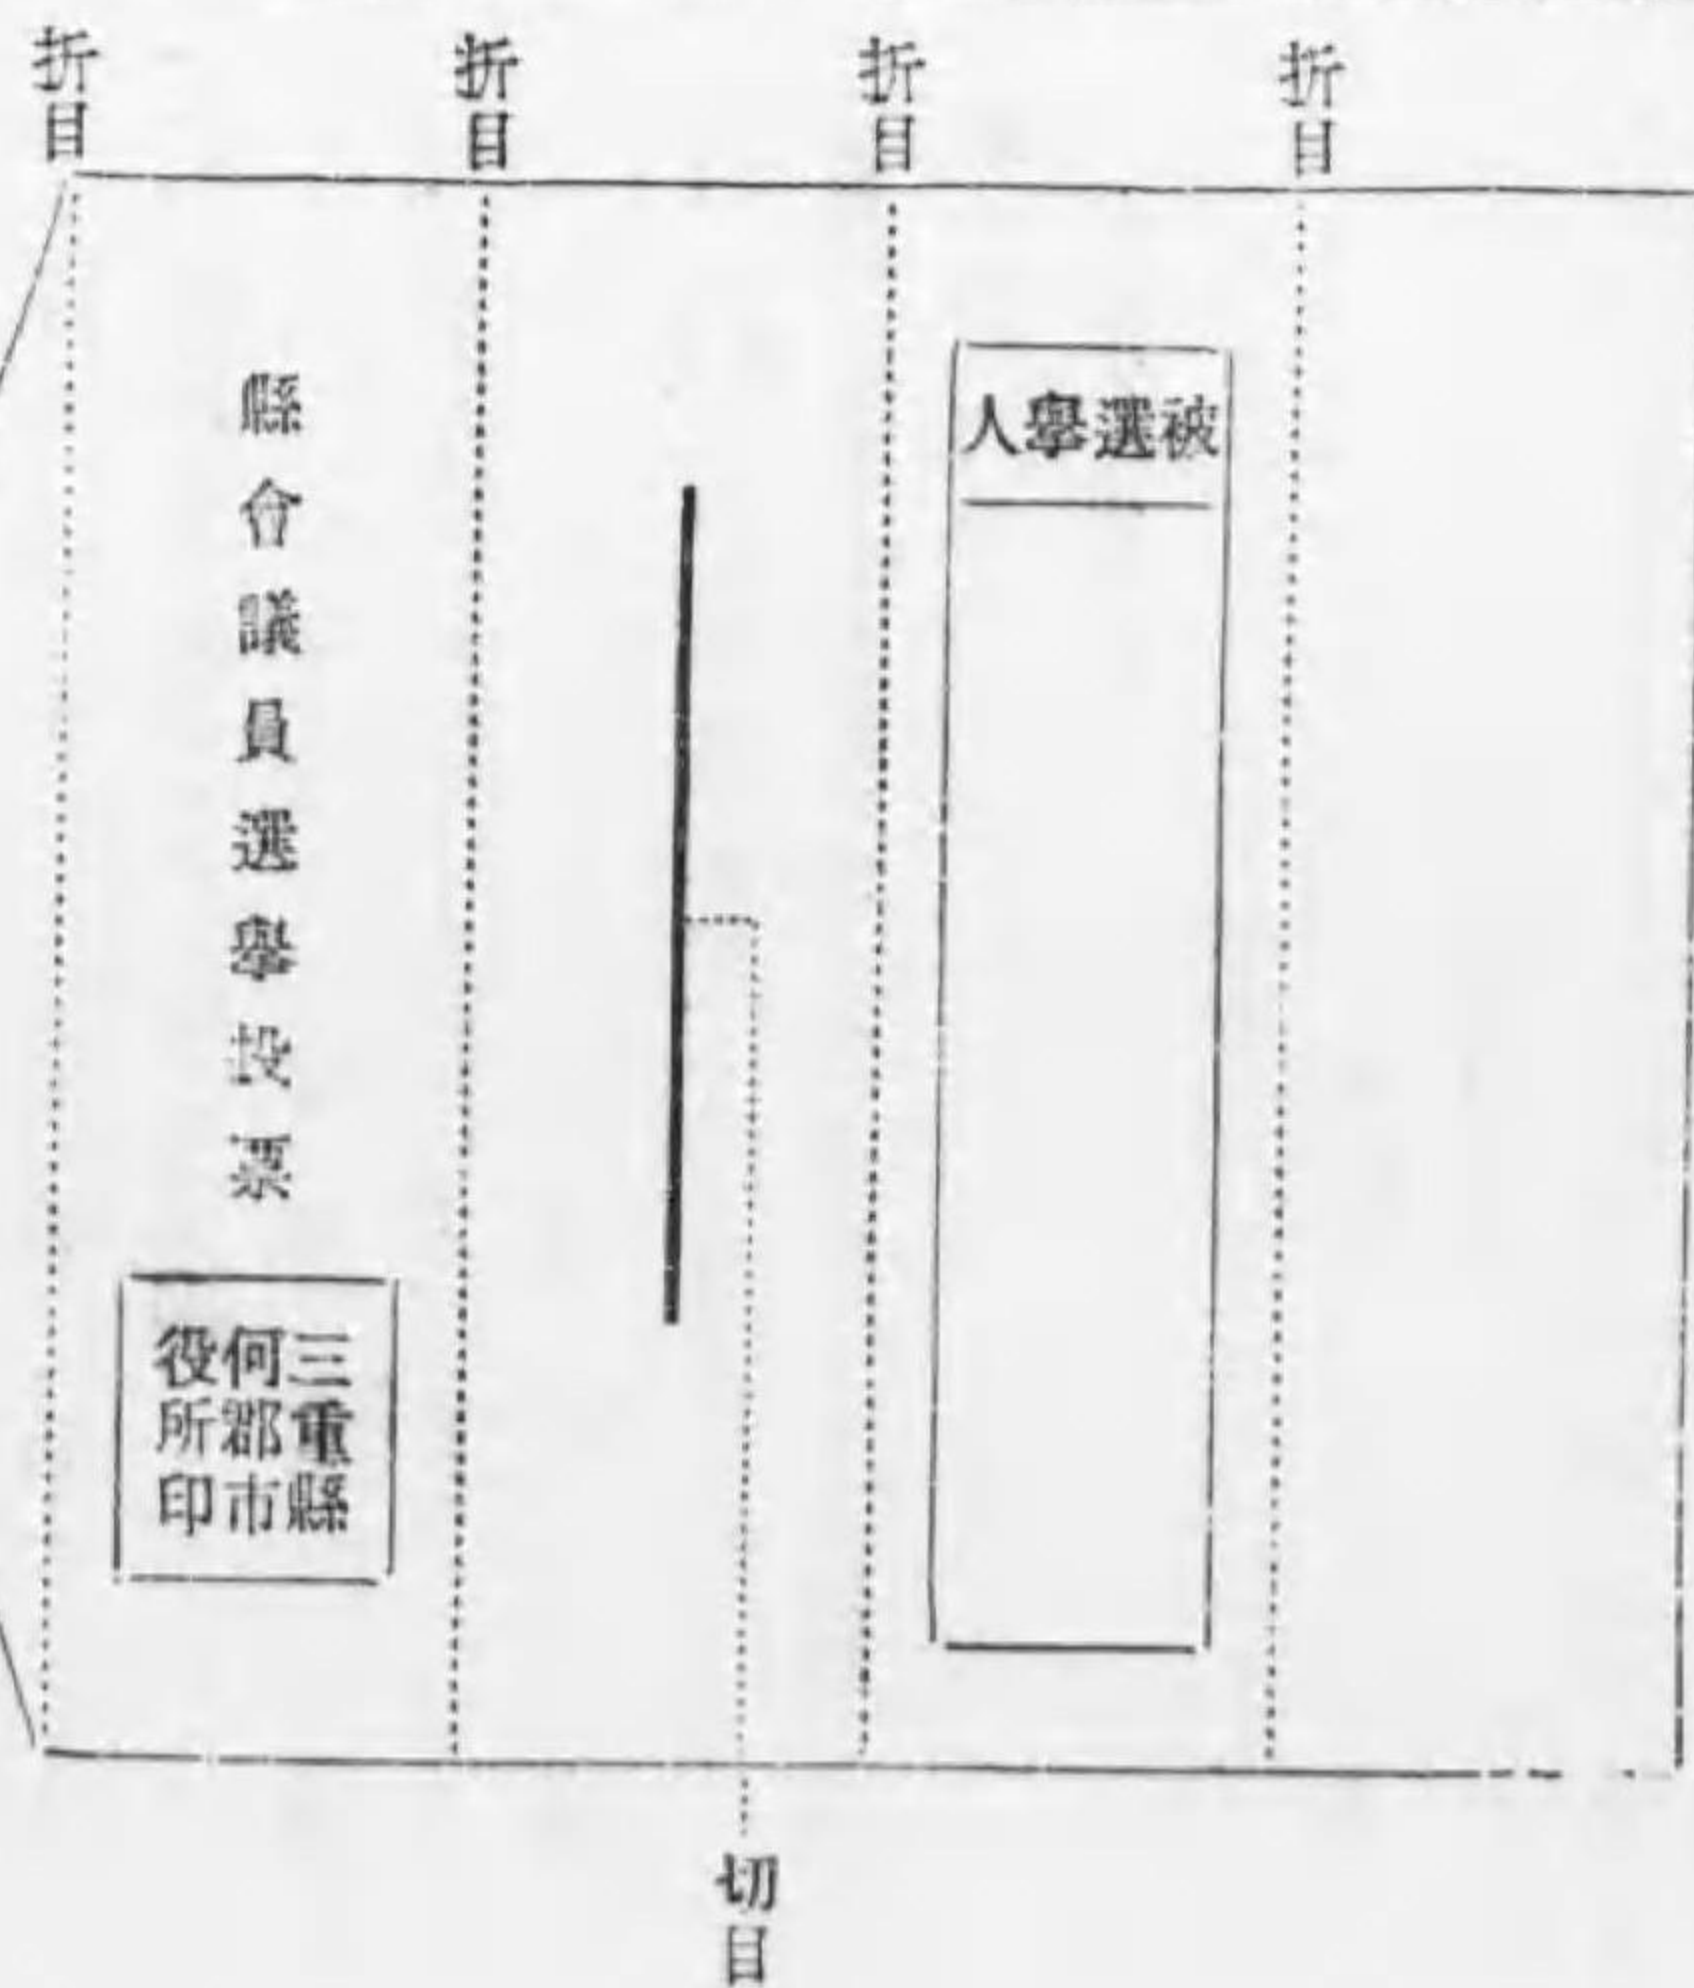 折目
折目
折目
折目
被選擧人
切目
縣會議員選擧投票
三重縣
何郡市
役所印